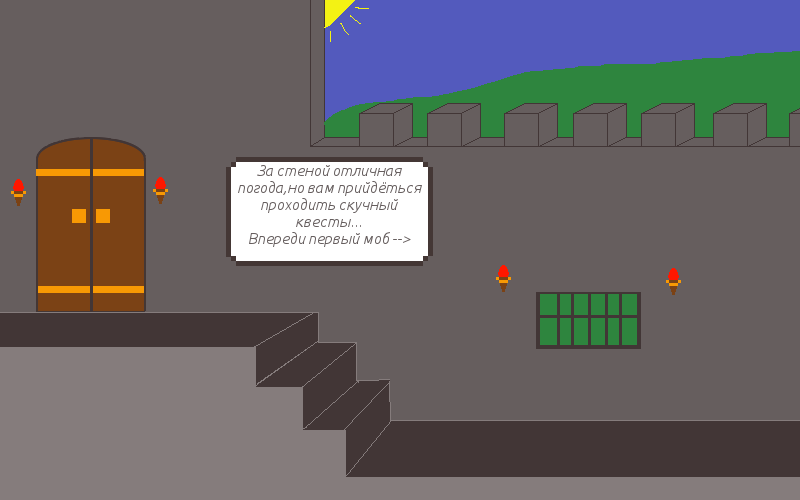 За стеной отличная
погода,но вам прийдёться
проходить скучный
квесты...
Впереди первый моб -->